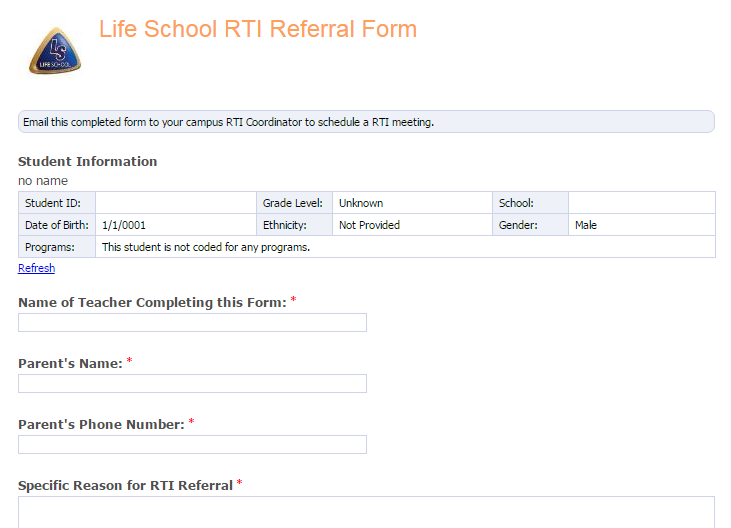 Life School RTI Referral Form
LS
LIFE SCHOOL
Email this completed form to your campus RTI Coordinator to schedule a RTI meeting.
Student Information
no name
Student ID: Grade Level: Unknown School:
Date of Birth: 1/1/0001 Ethnicity: Not Provided Gender: Male
Programs: This student is not coded for any programs.
Refresh
Name of Teacher Completing this Form: *
Parent's Name: *
Parent's Phone Number: *
Specific Reason for RTI Referral *